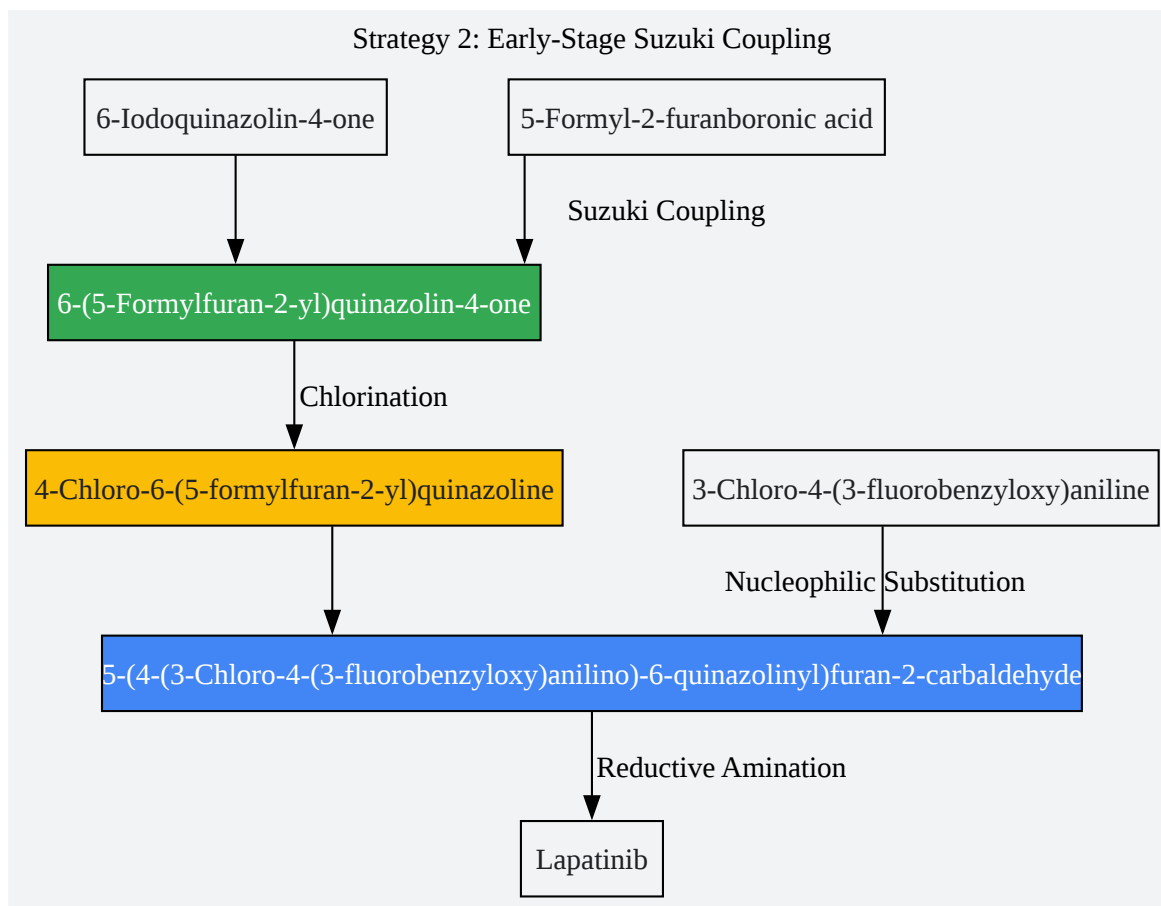 Strategy 2: Early-Stage Suzuki Coupling
6-Iodoquinazolin-4-one
5-Formyl-2-furanboronic acid
Suzuki Coupling
6-(5-Formylfuran-2-yl)quinazolin-4-one
Chlorination
4-Chloro-6-(5-formylfuran-2-yl)quinazoline
3-Chloro-4-(3-fluorobenzyloxy)aniline
Nucleophilic Substitution
5-(4-(3-Chloro-4-(3-fluorobenzyloxy)anilino)-6-quinazolinyl)furan-2-carbaldehyde
Reductive Amination
Lapatinib